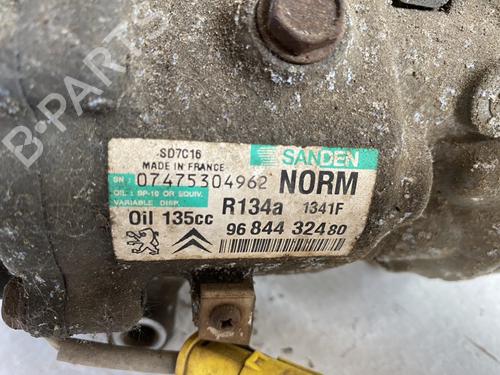 SANDEN
B-PARTS
SD7C16
MADE IN FRANCE
SANDEN
SN: 07475304962
NORM
OIL : SP-10 OR EQUIV.
VARIABLE DISP.
R134a 1341F
Oil 135cc
96 844 324 80